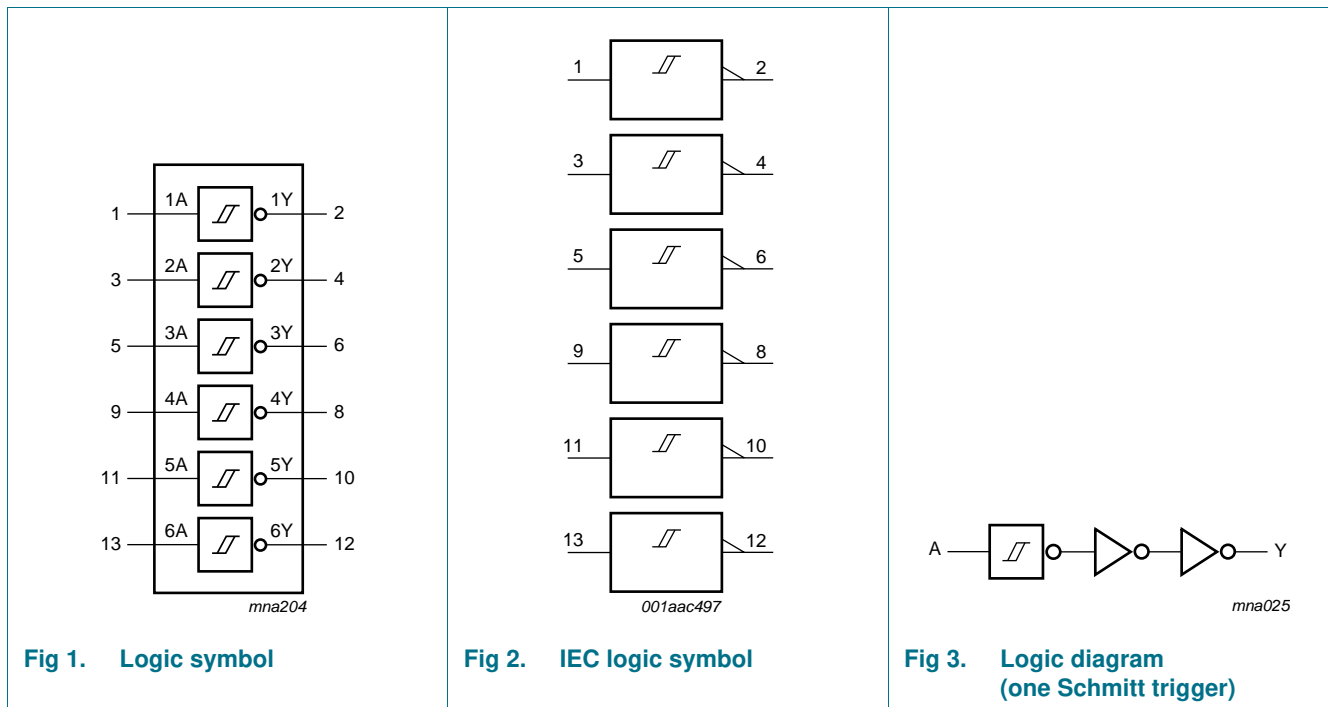 1 1A 1Y 2
3 2A 2Y 4
5 3A 3Y 6
9 4A 4Y 8
11 5A 5Y 10
13 6A 6Y 12
mna204
Fig 1. Logic symbol
1 2
3 4
5 6
9 8
11 10
13 12
001aac497
Fig 2. IEC logic symbol
A Y
mna025
Fig 3. Logic diagram
(one Schmitt trigger)